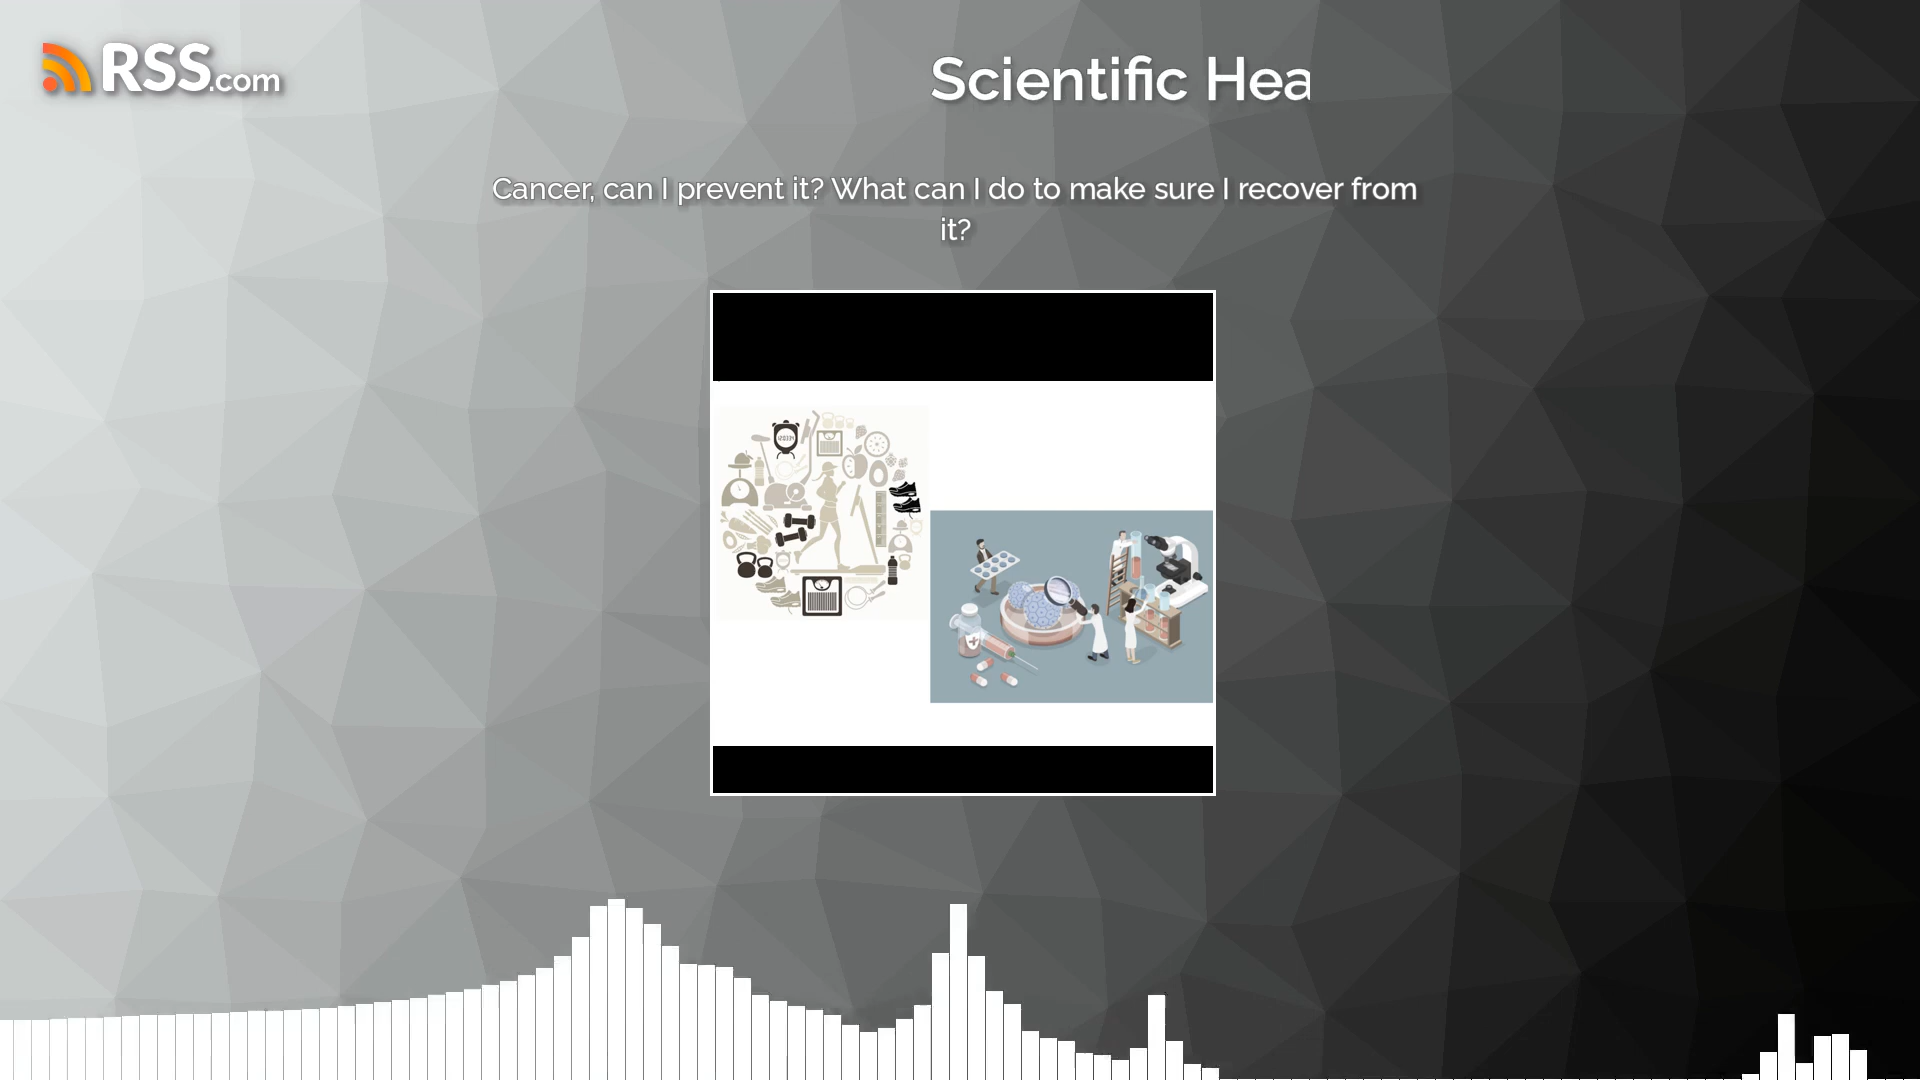 RSS.com
Scientific Hea
Cancer, can I prevent it? What can I do to make sure I recover from
it?